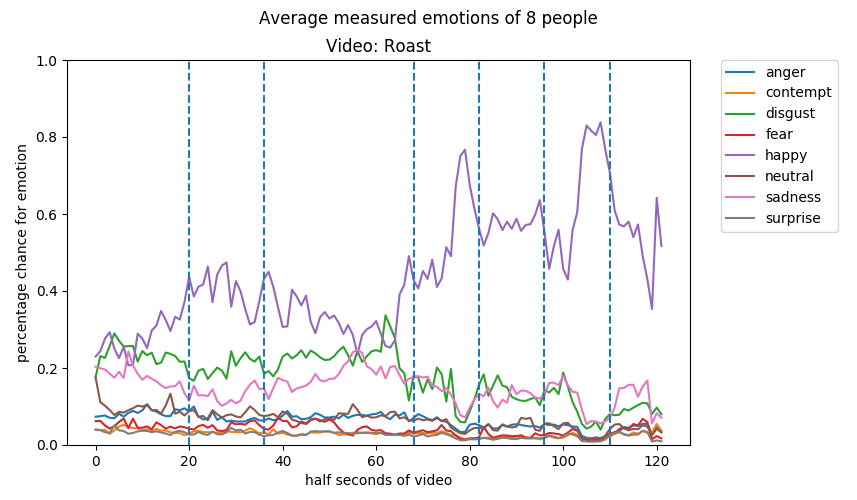 Average measured emotions of 8 people
Video: Roast
percentage chance for emotion
1.0
0.8
0.6
0.4
0.2
0.0
0
20
40
60
80
100
120
half seconds of video
anger
contempt
disgust
fear
happy
neutral
sadness
surprise